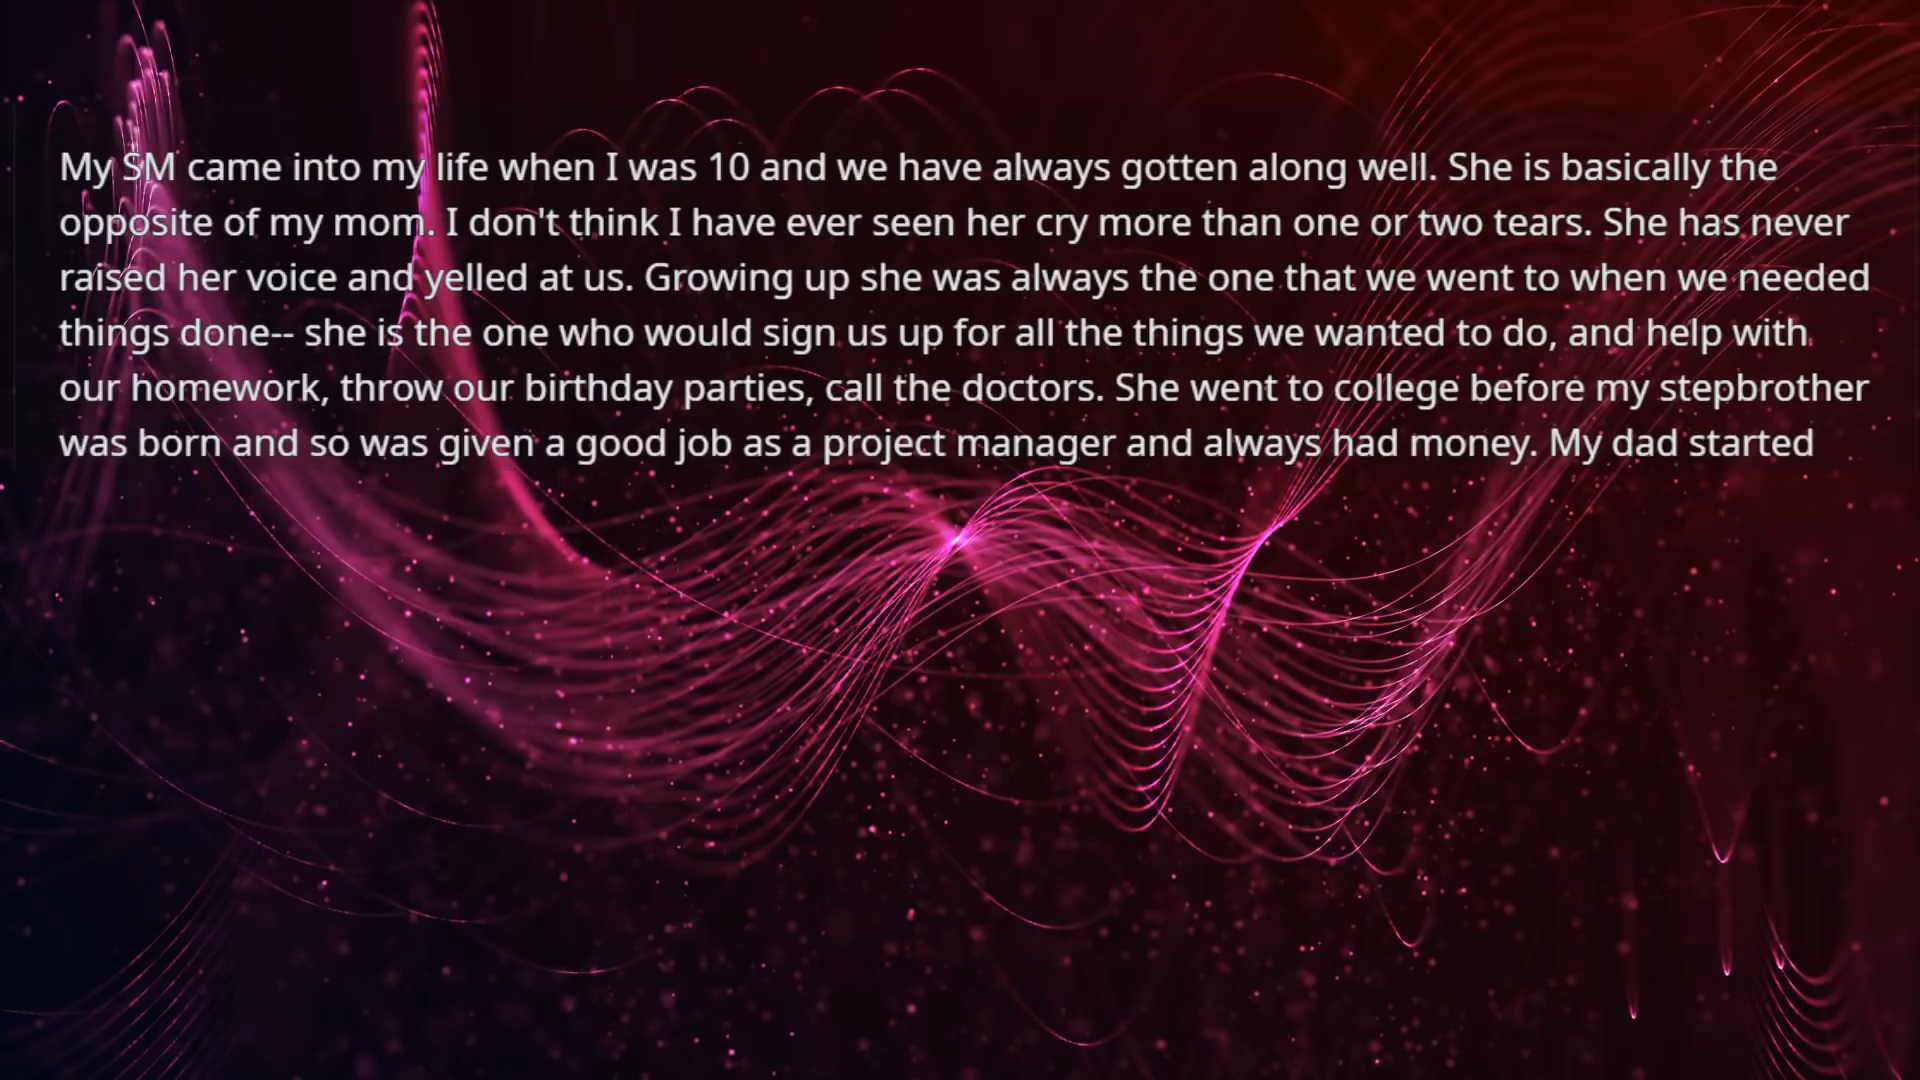 My SM came into my life when I was 10 and we have always gotten along well. She is basically the
opposite of my mom. I don't think I have ever seen her cry more than one or two tears. She has never
raised her voice and yelled at us. Growing up she was always the one that we went to when we needed
things done-- she is the one who would sign us up for all the things we wanted to do, and help with
our homework, throw our birthday parties, call the doctors. She went to college before my stepbrother
was born and so was given a good job as a project manager and always had money. My dad started